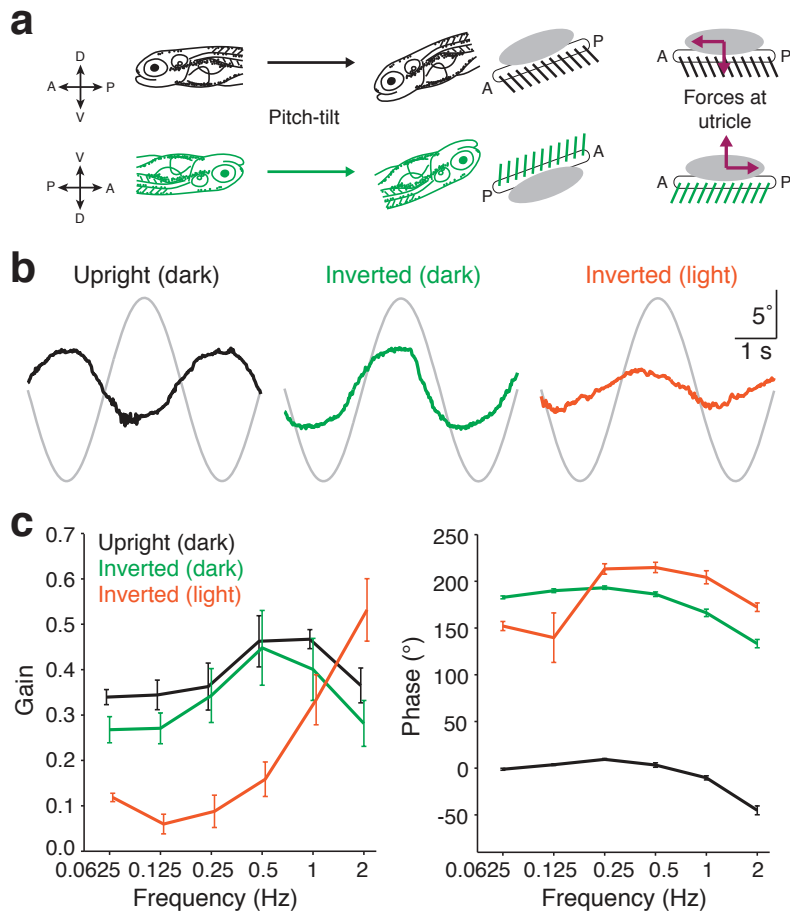 a
D
A P
V
Pitch-tilt
P
A
A P
Forces at
utricle
V
P A
D
A
P
A P
b
Upright (dark) Inverted (dark) Inverted (light)
5°
1 s
c
0.7
0.6
0.5
0.4
0.3
0.2
0.1
0.0
Gain
Upright (dark)
Inverted (dark)
Inverted (light)
0.0625 0.125 0.25 0.5 1 2
Frequency (Hz)
250
200
150
100
50
0
-50
Phase (°)
0.0625 0.125 0.25 0.5 1 2
Frequency (Hz)